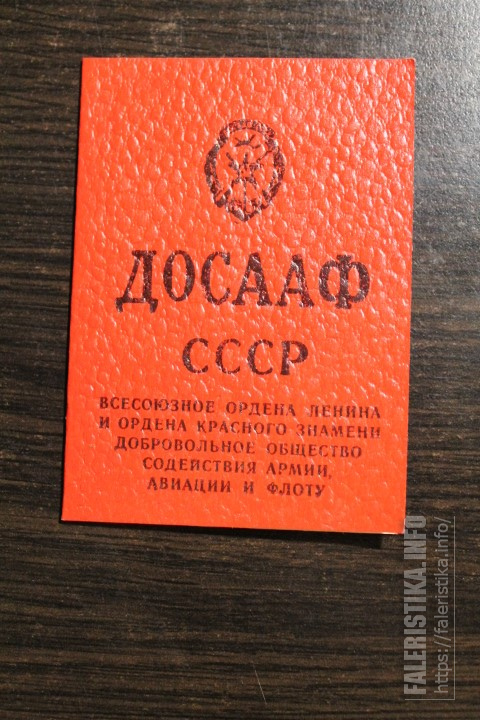 ДОСААФ
СССР
ВСЕСОЮЗНОЕ ОРДЕНА ЛЕНИНА
И ОРДЕНА КРАСНОГО ЗНАМЕНИ
ДОБРОВОЛЬНОЕ ОБЩЕСТВО
СОДЕЙСТВИЯ АРМИИ,
АВИАЦИИ И ФЛОТУ
FALERISTIKA.INFO
https://faleristika.info/